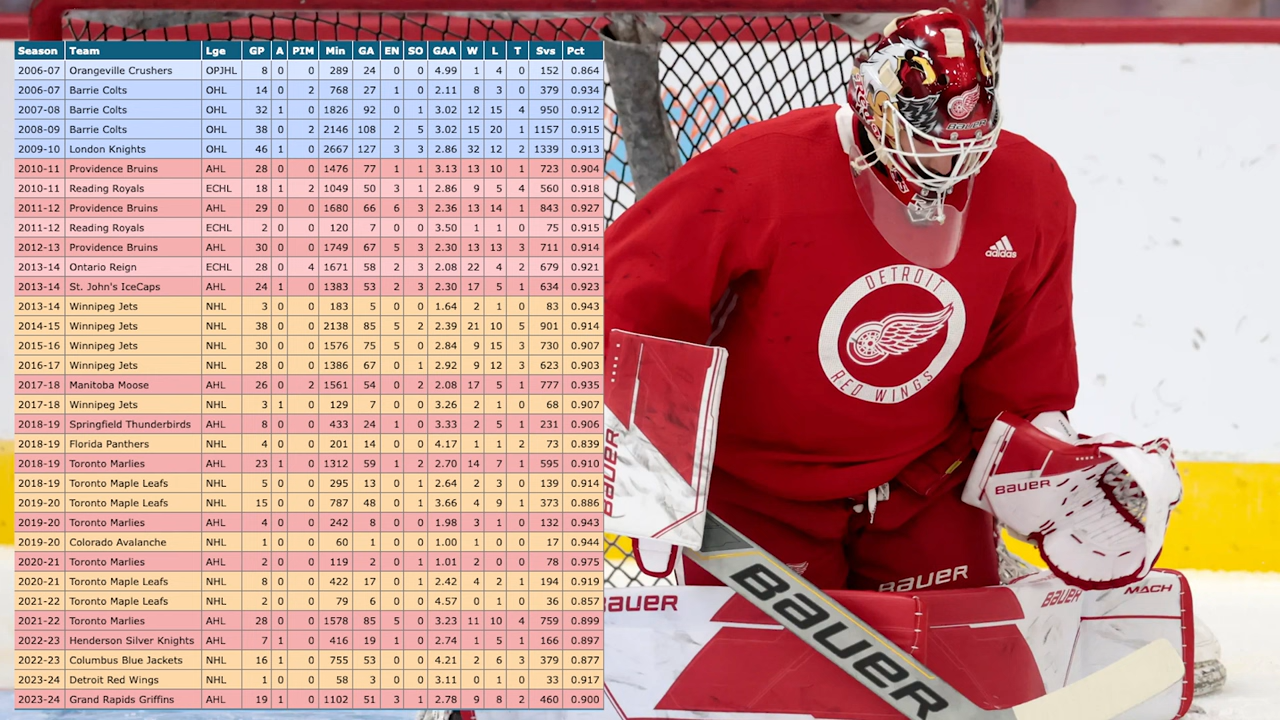 Season Team Lge GP A PIM Min GA EN SO GAA W L T Svs Pct
2006-07 Orangeville Crushers OPJHL 8 0 0 289 24 0 0 4.99 1 4 0 152 0.864
2006-07 Barrie Colts OHL 14 0 2 768 27 1 0 2.11 8 3 0 379 0.934
2007-08 Barrie Colts OHL 32 1 0 1826 92 0 1 3.02 12 15 4 950 0.912
2008-09 Barrie Colts OHL 38 0 2 2146 108 2 5 3.02 15 20 1 1157 0.915
2009-10 London Knights OHL 46 0 0 2667 127 3 3 2.86 32 12 2 1339 0.913
2010-11 Providence Bruins AHL 28 0 0 1476 77 1 1 3.13 13 10 1 723 0.904
2010-11 Reading Royals ECHL 18 1 2 1049 50 3 1 2.86 9 5 4 560 0.918
2011-12 Providence Bruins AHL 29 0 0 1680 66 6 3 2.36 13 14 1 843 0.927
2011-12 Reading Royals ECHL 2 0 0 120 7 0 0 3.50 1 1 0 75 0.915
2012-13 Providence Bruins AHL 30 0 0 1749 67 5 3 2.30 13 13 3 711 0.914
2013-14 Ontario Reign ECHL 28 0 4 1671 58 2 3 2.08 22 4 2 679 0.921
2013-14 St. John's IceCaps AHL 24 1 0 1383 53 2 3 2.30 17 5 1 634 0.923
2013-14 Winnipeg Jets NHL 3 0 0 183 5 0 0 1.64 2 1 0 83 0.943
2014-15 Winnipeg Jets NHL 38 0 0 2138 85 5 2 2.39 21 10 5 901 0.914
2015-16 Winnipeg Jets NHL 30 0 0 1576 75 5 0 2.84 9 15 3 730 0.907
2016-17 Winnipeg Jets NHL 28 0 0 1386 67 0 1 2.92 9 12 3 623 0.903
2017-18 Manitoba Moose AHL 26 0 2 1561 54 0 2 2.08 17 5 1 777 0.935
2017-18 Winnipeg Jets NHL 3 1 0 129 7 0 0 3.26 2 1 0 68 0.907
2018-19 Springfield Thunderbirds AHL 8 0 0 433 24 1 0 3.33 2 5 1 231 0.906
2018-19 Florida Panthers NHL 4 0 0 201 14 0 0 4.17 1 1 2 73 0.839
2018-19 Toronto Marlies AHL 23 1 0 1312 59 1 2 2.70 14 7 1 595 0.910
2018-19 Toronto Maple Leafs NHL 5 0 0 295 13 0 1 2.64 2 3 0 139 0.914
2019-20 Toronto Maple Leafs NHL 15 0 0 787 48 0 1 3.66 4 9 1 373 0.886
2019-20 Toronto Marlies AHL 4 0 0 242 8 0 0 1.98 3 1 0 132 0.943
2019-20 Colorado Avalanche NHL 1 0 0 60 1 0 0 1.00 1 0 0 17 0.944
2020-21 Toronto Marlies AHL 2 0 0 119 2 0 1 1.01 2 0 0 78 0.975
2020-21 Toronto Maple Leafs NHL 8 0 0 422 17 0 1 2.42 4 2 1 194 0.919
2021-22 Toronto Maple Leafs NHL 2 0 0 79 6 0 0 4.57 0 1 0 36 0.857
2021-22 Toronto Marlies AHL 28 0 0 1578 85 5 0 3.23 11 10 4 759 0.899
2022-23 Henderson Silver Knights AHL 7 1 0 416 19 1 0 2.74 1 5 1 166 0.897
2022-23 Columbus Blue Jackets NHL 16 1 0 755 53 0 0 4.21 2 6 3 379 0.877
2023-24 Detroit Red Wings NHL 1 0 0 58 3 0 0 3.11 0 1 0 33 0.917
2023-24 Grand Rapids Griffins AHL 19 1 0 1102 51 3 1 2.78 9 8 2 460 0.900
BAUER
adidas
DETROIT
RED WINGS
BAUER
BAUER
BAUER
BAUER
BAUER
BAUER
MACH